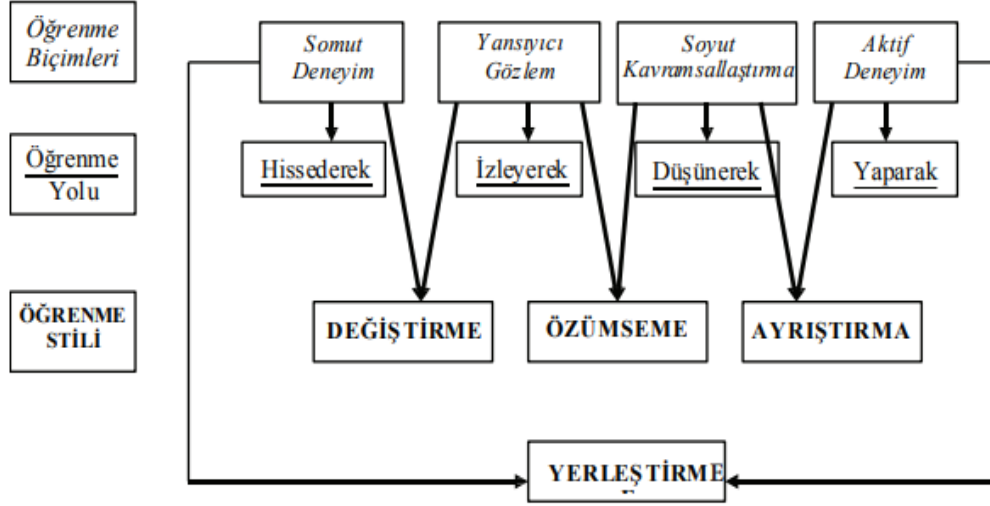 Öğrenme
Biçimleri
Somut
Deneyim
Yansıyıcı
Gözlem
Soyut
Kavramsallaştırma
Aktif
Deneyim
Öğrenme
Yolu
Hissederek
İzleyerek
Düşünerek
Yaparak
ÖĞRENME
STİLİ
DEĞİŞTİRME
ÖZÜMSEME
AYRIŞTIRMA
YERLEŞTİRME